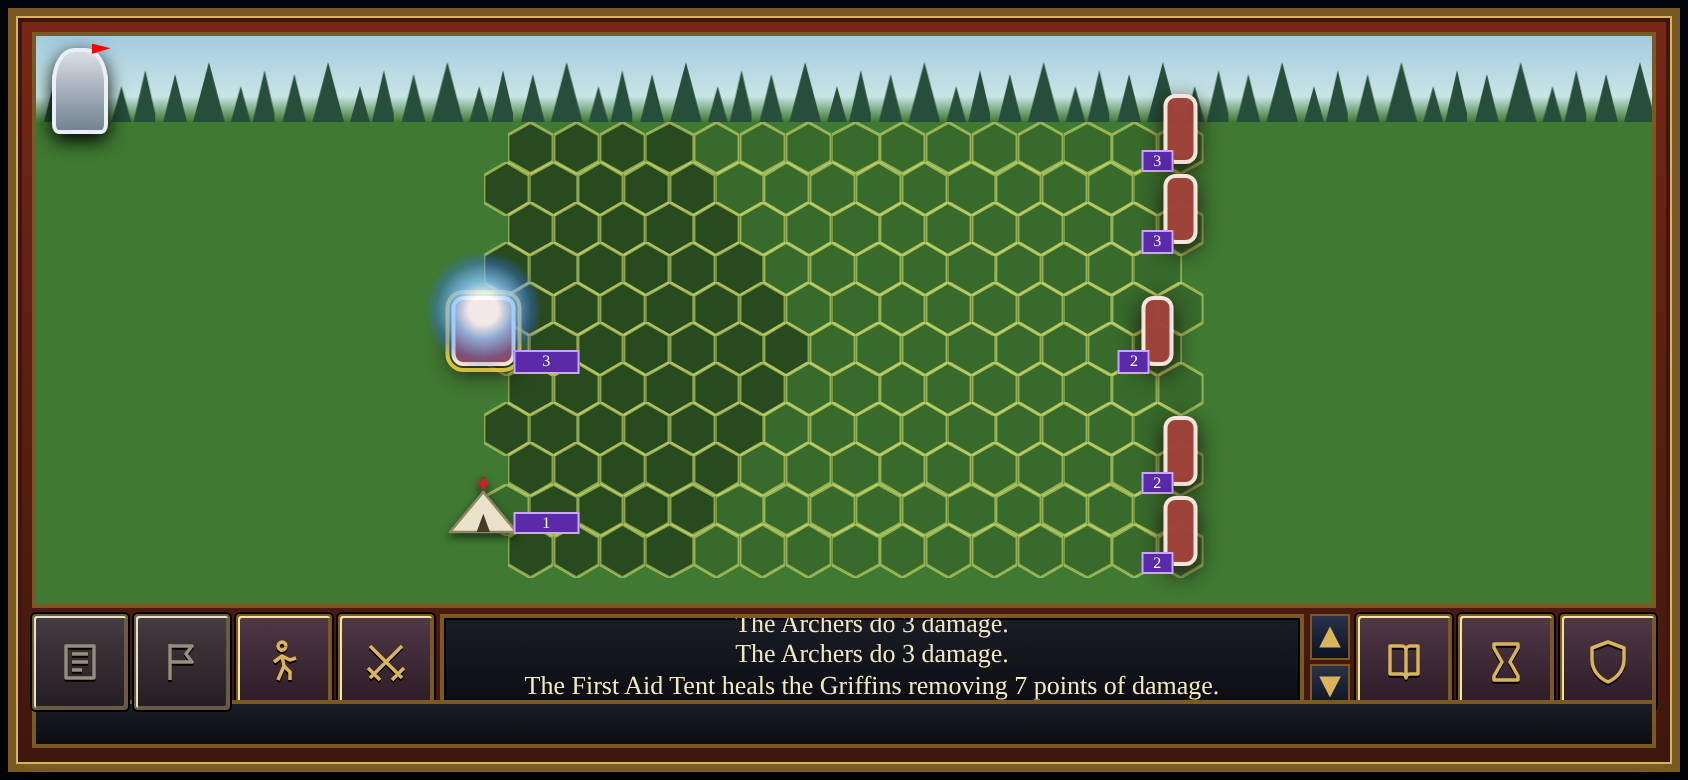 3
3
3
2
2
1
2
The Archers do 3 damage.
The Archers do 3 damage.
The First Aid Tent heals the Griffins removing 7 points of damage.